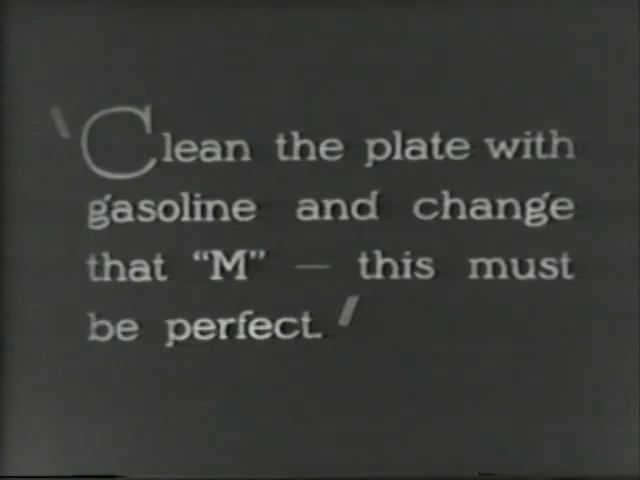 'Clean the plate with
gasoline and change
that “M” — this must
be perfect.'